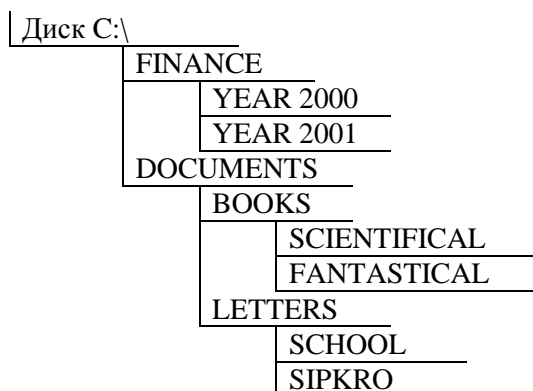 Диск C:\
FINANCE
YEAR 2000
YEAR 2001
DOCUMENTS
BOOKS
SCIENTIFICAL
FANTASTICAL
LETTERS
SCHOOL
SIPKRO